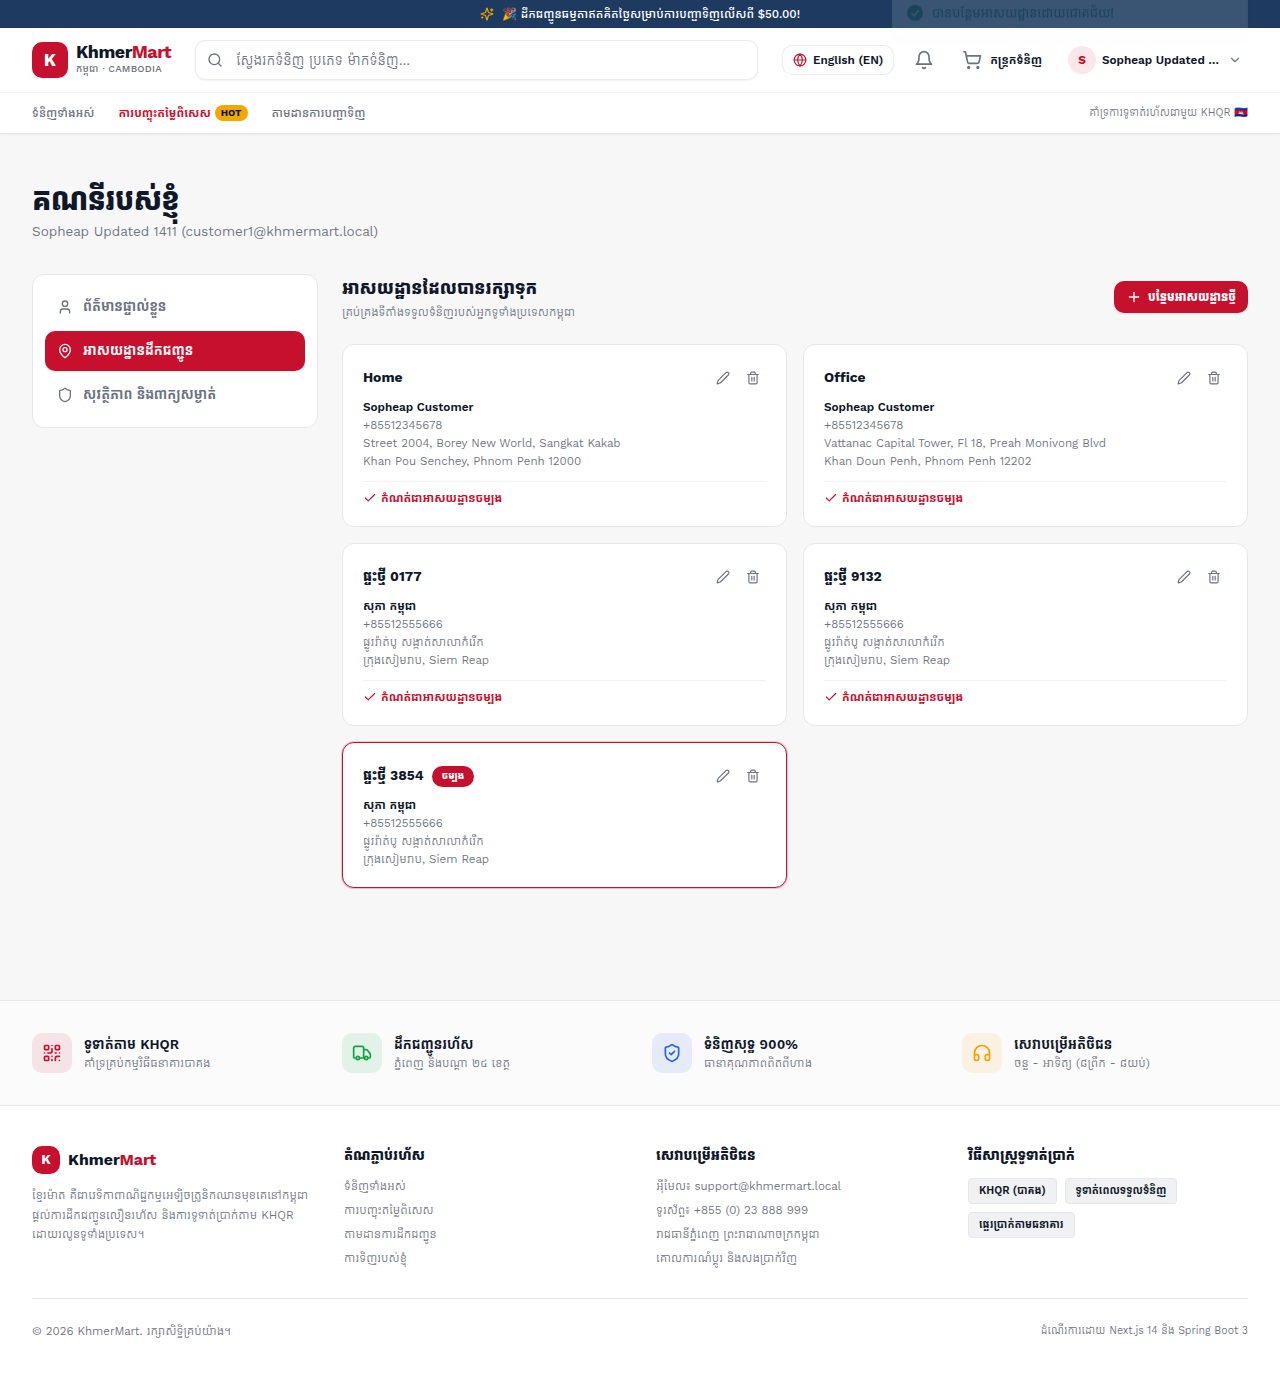 ✨ 🎉 ដឹកជញ្ជូនធម្មតាឥតគិតថ្លៃសម្រាប់ការបញ្ជាទិញលើសពី $50.00!
បានបន្ថែមអាសយដ្ឋានដោយជោគជ័យ!
K KhmerMart
កម្ពុជា · CAMBODIA
ស្វែងរកទំនិញ ប្រភេទ ម៉ាកទំនិញ...
English (EN)
កន្ត្រកទំនិញ
S Sopheap Updated ...
ទំនិញទាំងអស់
ការបញ្ចុះតម្លៃពិសេស HOT
តាមដានការបញ្ជាទិញ
គាំទ្រការទូទាត់រហ័សជាមួយ KHQR 🇰🇭
គណនីរបស់ខ្ញុំ
Sopheap Updated 1411 (customer1@khmermart.local)
ព័ត៌មានផ្ទាល់ខ្លួន
អាសយដ្ឋានដឹកជញ្ជូន
សុវត្ថិភាព និងពាក្យសម្ងាត់
អាសយដ្ឋានដែលបានរក្សាទុក
គ្រប់គ្រងទីតាំងទទួលទំនិញរបស់អ្នកទូទាំងប្រទេសកម្ពុជា
បន្ថែមអាសយដ្ឋានថ្មី
Home
Sopheap Customer
+85512345678
Street 2004, Borey New World, Sangkat Kakab
Khan Pou Senchey, Phnom Penh 12000
កំណត់ជាអាសយដ្ឋានចម្បង
Office
Sopheap Customer
+85512345678
Vattanac Capital Tower, Fl 18, Preah Monivong Blvd
Khan Doun Penh, Phnom Penh 12202
កំណត់ជាអាសយដ្ឋានចម្បង
ផ្ទះថ្មី 0177
សុភា កម្ពុជា
+85512555666
ផ្លូវវ៉ាត់បូ សង្កាត់សាលាកំរើក
ក្រុងសៀមរាប, Siem Reap
កំណត់ជាអាសយដ្ឋានចម្បង
ផ្ទះថ្មី 9132
សុភា កម្ពុជា
+85512555666
ផ្លូវវ៉ាត់បូ សង្កាត់សាលាកំរើក
ក្រុងសៀមរាប, Siem Reap
កំណត់ជាអាសយដ្ឋានចម្បង
ផ្ទះថ្មី 3854 ចម្បង
សុភា កម្ពុជា
+85512555666
ផ្លូវវ៉ាត់បូ សង្កាត់សាលាកំរើក
ក្រុងសៀមរាប, Siem Reap
ទូទាត់តាម KHQR
គាំទ្រគ្រប់កម្មវិធីធនាគារបាគង
ដឹកជញ្ជូនរហ័ស
ភ្នំពេញ និងបណ្តា ២៤ ខេត្ត
ទំនិញសុទ្ធ ១០០%
ធានាគុណភាពពិតពីហាង
សេវាបម្រើអតិថិជន
ចន្ទ - អាទិត្យ (៨ព្រឹក - ៨យប់)
K KhmerMart
ខ្មែរម៉ាត គឺជាវេទិកាពាណិជ្ជកម្មអេឡិចត្រូនិកឈានមុខគេនៅកម្ពុជា
ផ្តល់ការដឹកជញ្ជូនលឿនរហ័ស និងការទូទាត់ប្រាក់តាម KHQR
ដោយរលូនទូទាំងប្រទេស។
តំណភ្ជាប់រហ័ស
ទំនិញទាំងអស់
ការបញ្ចុះតម្លៃពិសេស
តាមដានការដឹកជញ្ជូន
ការទិញរបស់ខ្ញុំ
សេវាបម្រើអតិថិជន
អ៊ីមែល៖ support@khmermart.local
ទូរស័ព្ទ៖ +855 (0) 23 888 999
រាជធានីភ្នំពេញ ព្រះរាជាណាចក្រកម្ពុជា
គោលការណ៍ប្តូរ និងសងប្រាក់វិញ
វិធីសាស្ត្រទូទាត់ប្រាក់
KHQR (បាគង)
ទូទាត់ពេលទទួលទំនិញ
ផ្ទេរប្រាក់តាមធនាគារ
© 2026 KhmerMart. រក្សាសិទ្ធិគ្រប់យ៉ាង។
ដំណើរការដោយ Next.js 14 និង Spring Boot 3